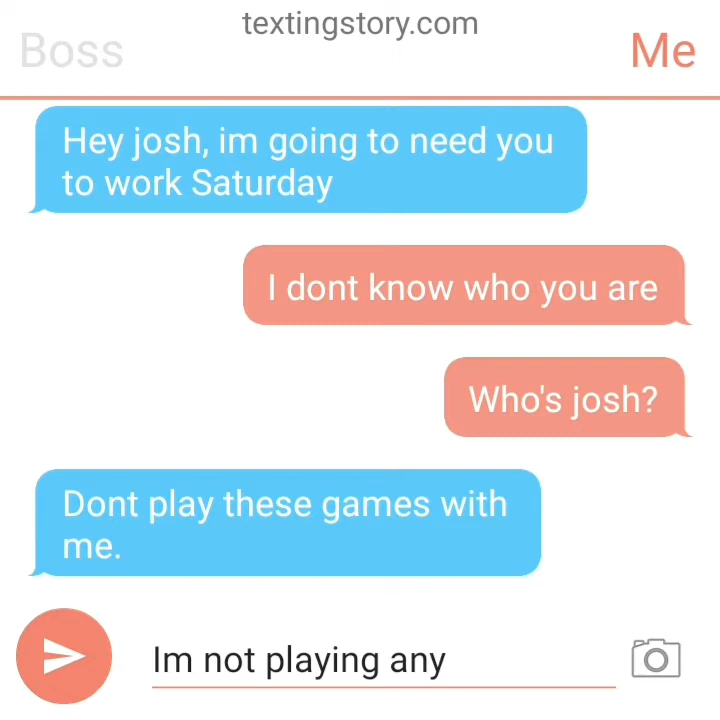 textingstory.com
Boss
Me
Hey josh, im going to need you
to work Saturday
I dont know who you are
Who's josh?
Dont play these games with
me.
Im not playing any